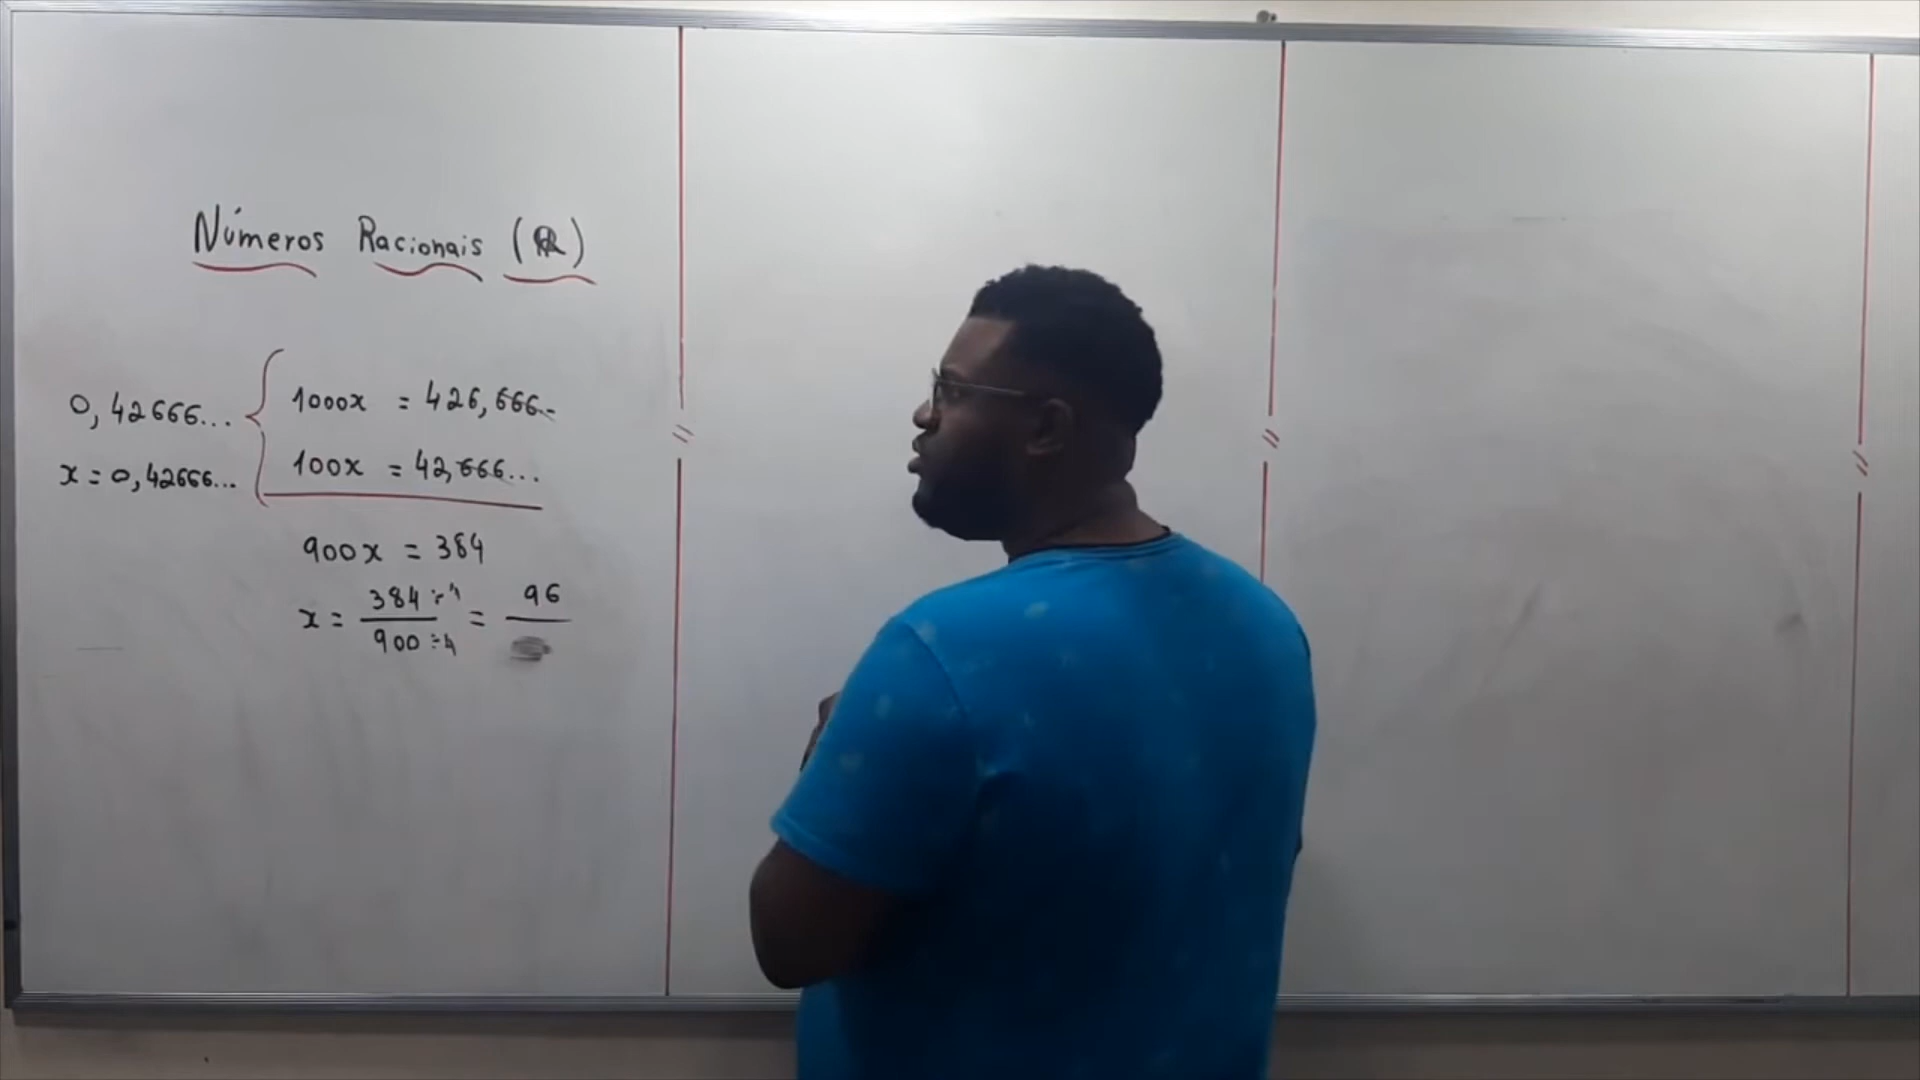 Números Racionais (Q)
0,42666...
x = 0,42666...
1000x = 426,666...
100x = 42,666...
900x = 384
x = 384 ÷ 4 / 900 ÷ 4 = 96